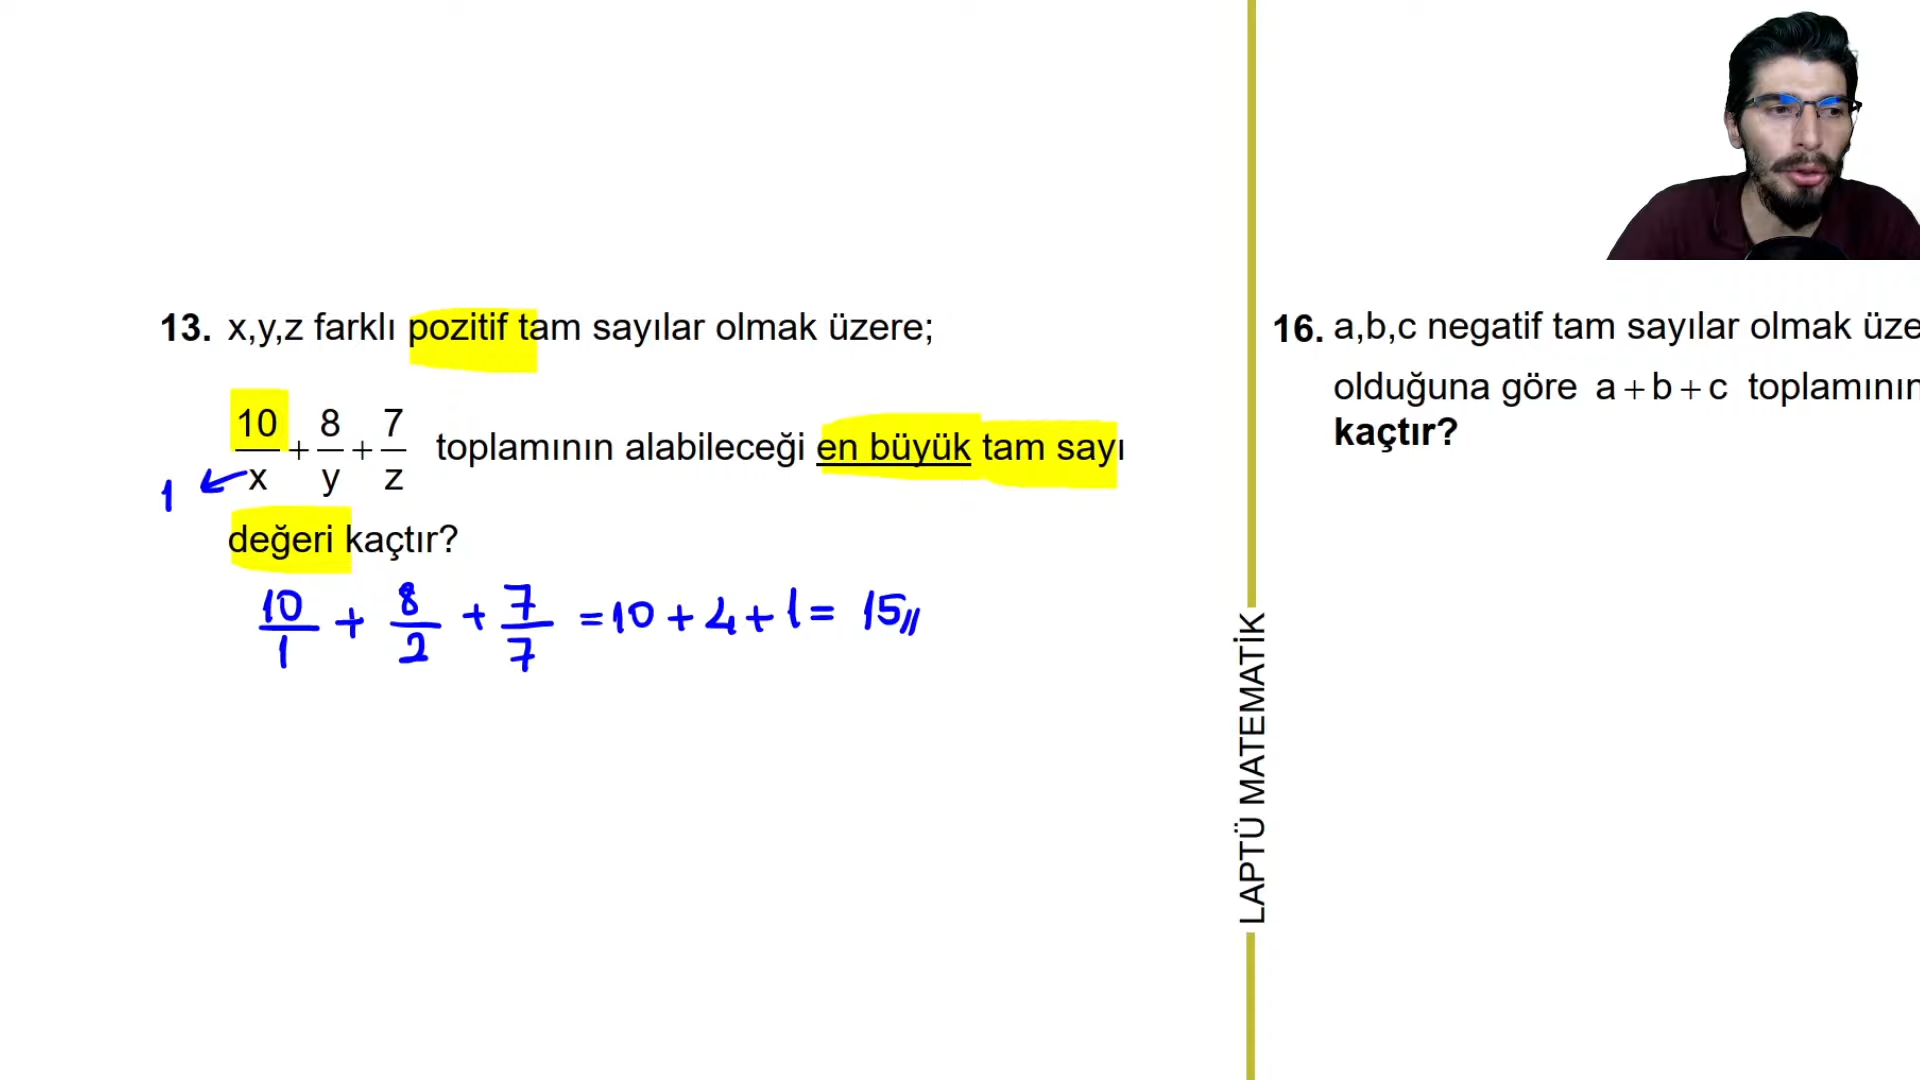 13. x,y,z farklı pozitif tam sayılar olmak üzere;
10/x + 8/y + 7/z toplamının alabileceği en büyük tam sayı
1
değeri kaçtır?
10/1 + 8/2 + 7/7 = 10 + 4 + 1 = 15
LAPTÜ MATEMATİK
16. a,b,c negatif tam sayılar olmak üze
olduğuna göre a + b + c toplamının
kaçtır?